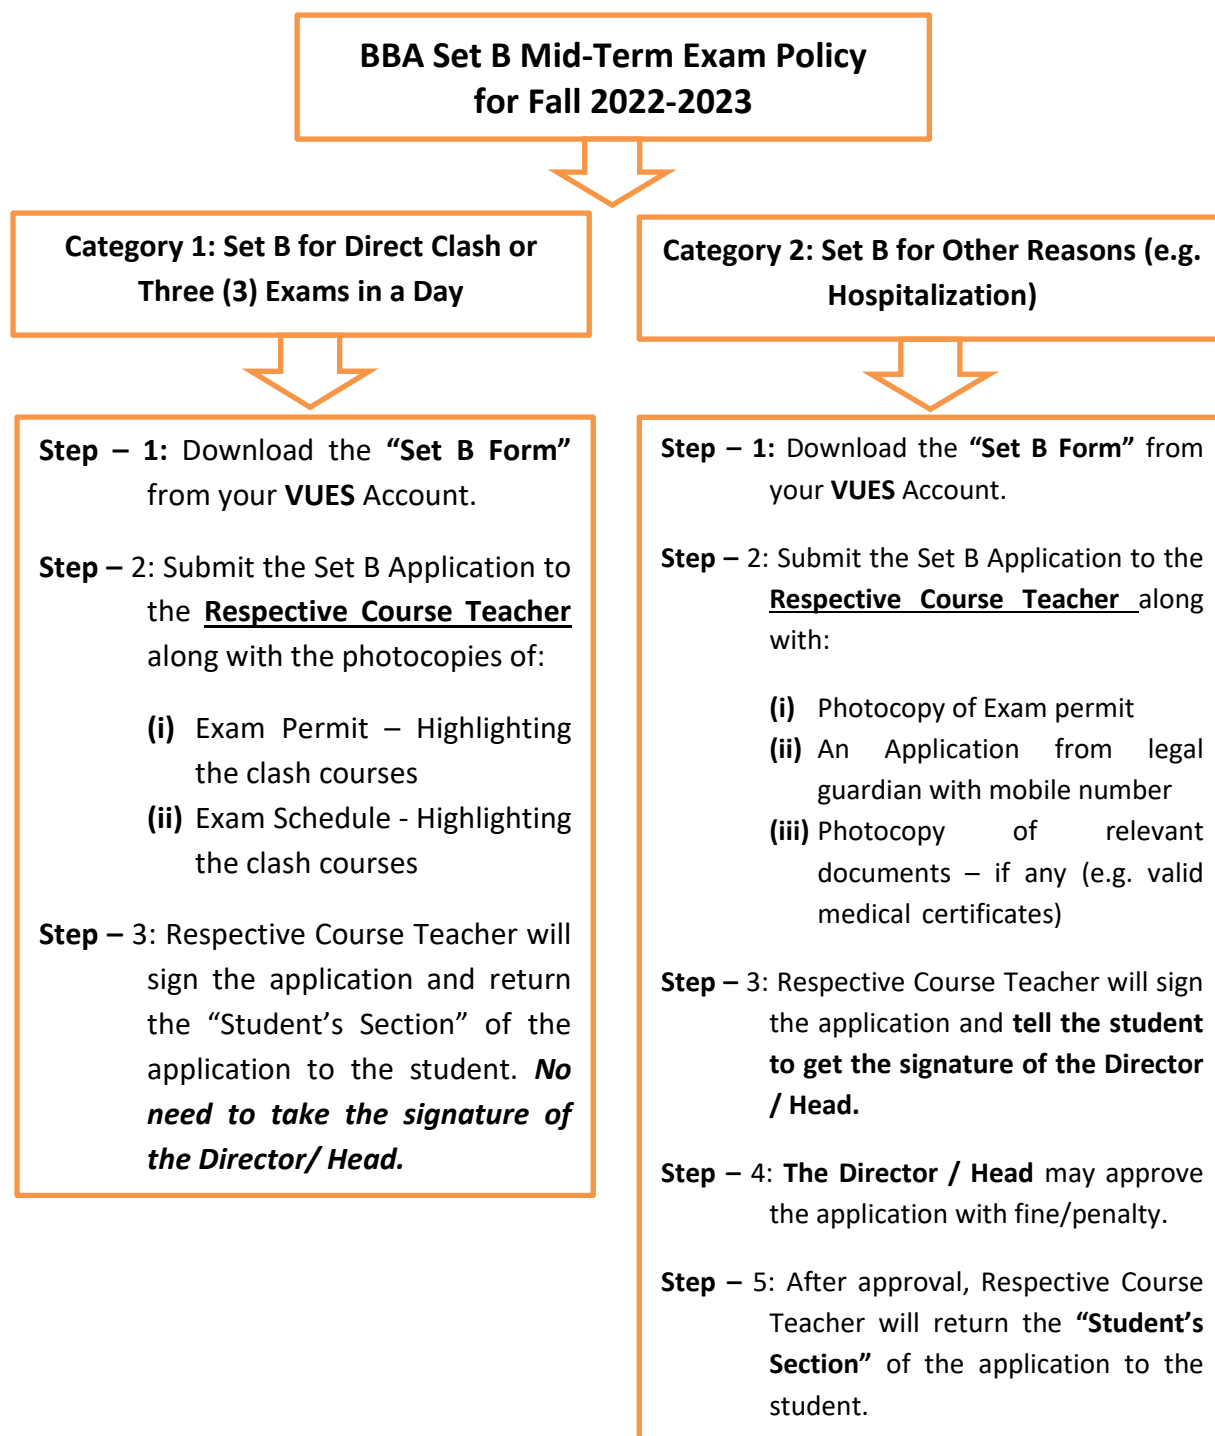 BBA Set B Mid-Term Exam Policy
for Fall 2022-2023
Category 1: Set B for Direct Clash or
Three (3) Exams in a Day
Step – 1: Download the “Set B Form”
from your VUES Account.
Step – 2: Submit the Set B Application to
the Respective Course Teacher
along with the photocopies of:
(i) Exam Permit – Highlighting
the clash courses
(ii) Exam Schedule - Highlighting
the clash courses
Step – 3: Respective Course Teacher will
sign the application and return
the “Student’s Section” of the
application to the student. No
need to take the signature of
the Director/ Head.
Category 2: Set B for Other Reasons (e.g.
Hospitalization)
Step – 1: Download the “Set B Form” from
your VUES Account.
Step – 2: Submit the Set B Application to the
Respective Course Teacher along
with:
(i) Photocopy of Exam permit
(ii) An Application from legal
guardian with mobile number
(iii) Photocopy of relevant
documents – if any (e.g. valid
medical certificates)
Step – 3: Respective Course Teacher will sign
the application and tell the student
to get the signature of the Director
/ Head.
Step – 4: The Director / Head may approve
the application with fine/penalty.
Step – 5: After approval, Respective Course
Teacher will return the “Student’s
Section” of the application to the
student.